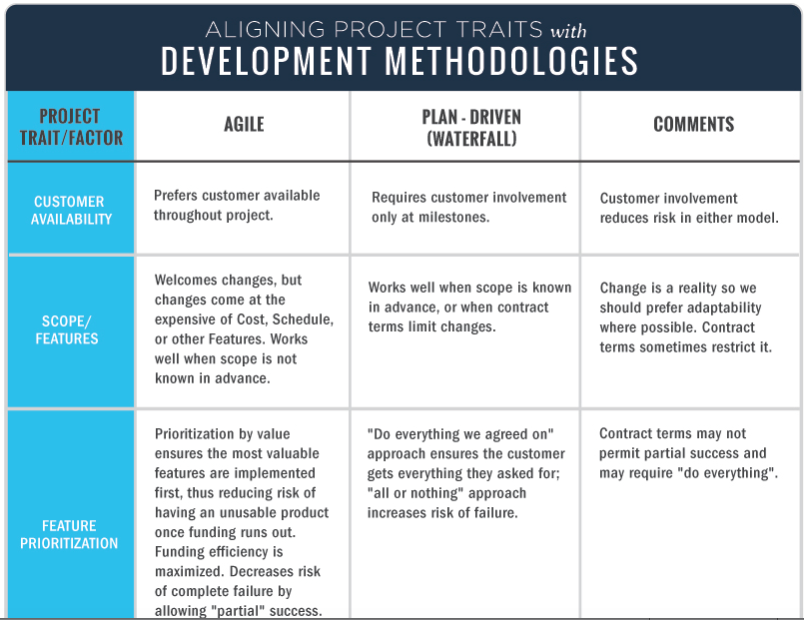 ALIGNING PROJECT TRAITS with
DEVELOPMENT METHODOLOGIES
PROJECT
TRAIT/FACTOR
AGILE
PLAN - DRIVEN
(WATERFALL)
COMMENTS
CUSTOMER
AVAILABILITY
Prefers customer available
throughout project.
Requires customer involvement
only at milestones.
Customer involvement
reduces risk in either model.
SCOPE/
FEATURES
Welcomes changes, but
changes come at the
expensive of Cost, Schedule,
or other Features. Works
well when scope is not
known in advance.
Works well when scope is known
in advance, or when contract
terms limit changes.
Change is a reality so we
should prefer adaptability
where possible. Contract
terms sometimes restrict it.
FEATURE
PRIORITIZATION
Prioritization by value
ensures the most valuable
features are implemented
first, thus reducing risk of
having an unusable product
once funding runs out.
Funding efficiency is
maximized. Decreases risk
of complete failure by
allowing "partial" success.
"Do everything we agreed on"
approach ensures the customer
gets everything they asked for;
"all or nothing" approach
increases risk of failure.
Contract terms may not
permit partial success and
may require "do everything".